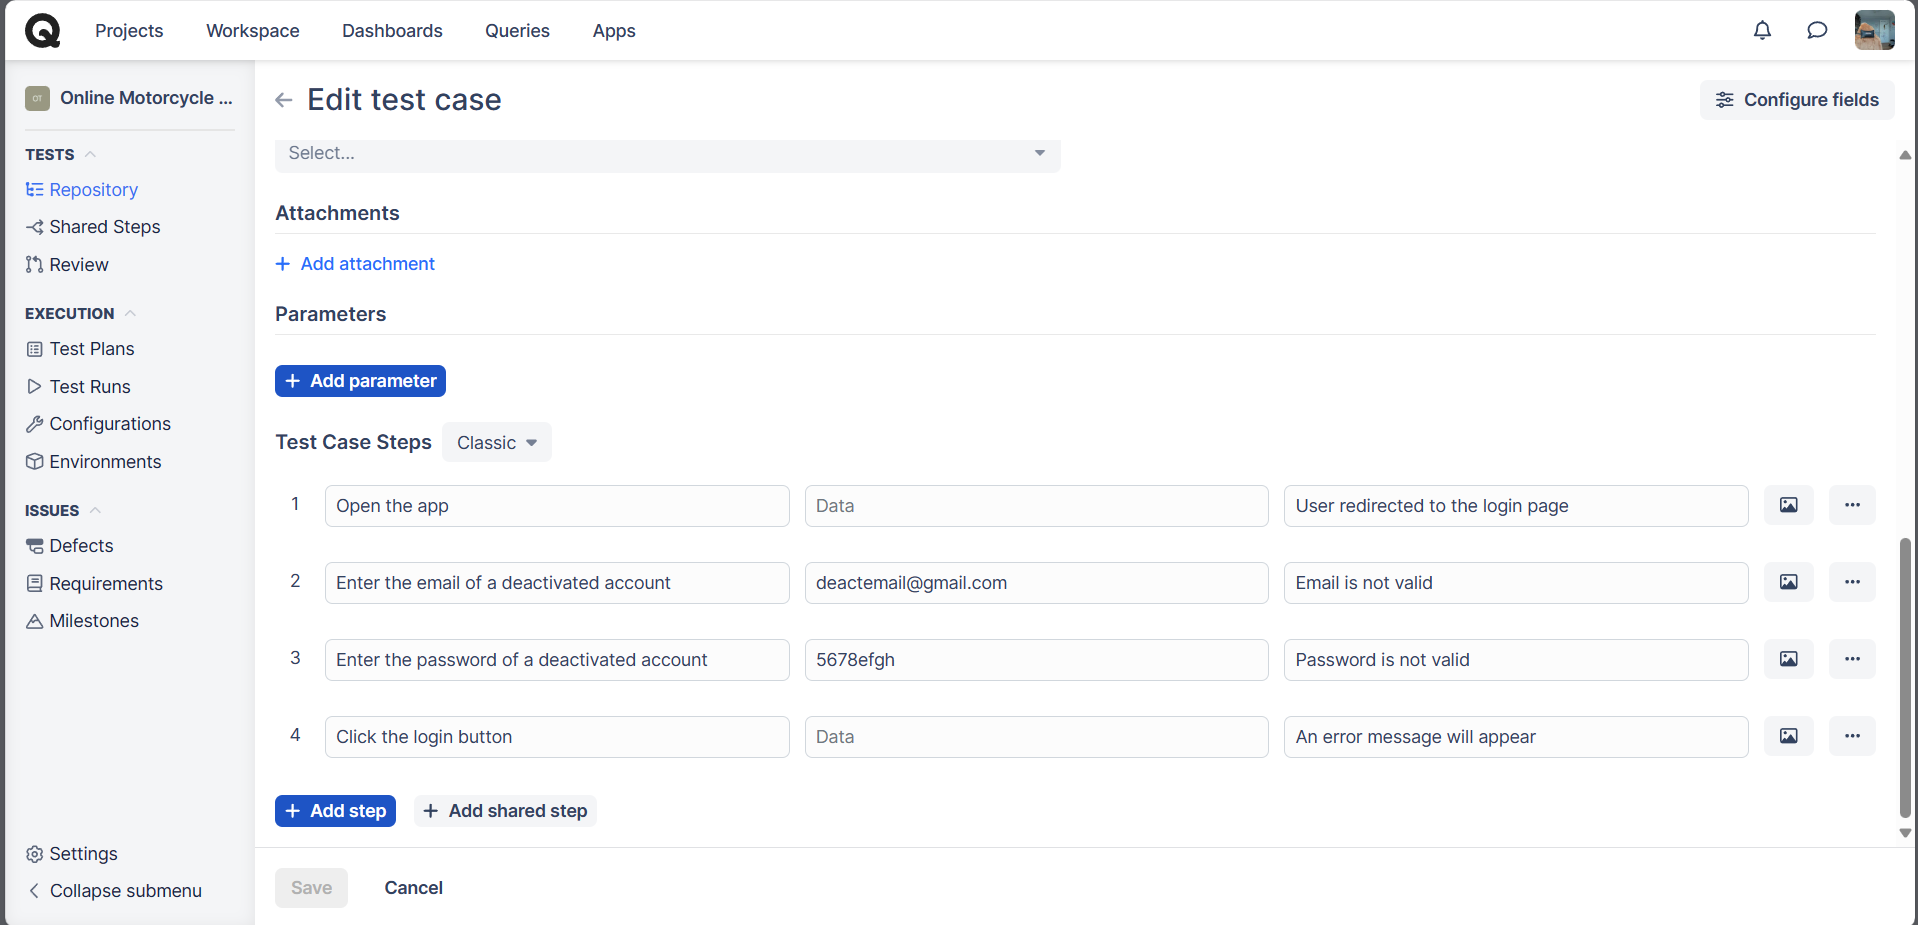 Projects Workspace Dashboards Queries Apps
OT Online Motorcycle ...
Edit test case
Configure fields
TESTS
Repository
Shared Steps
Review
EXECUTION
Test Plans
Test Runs
Configurations
Environments
ISSUES
Defects
Requirements
Milestones
Settings
Collapse submenu
Select...
Attachments
+ Add attachment
Parameters
+ Add parameter
Test Case Steps Classic
1 Open the app Data User redirected to the login page
2 Enter the email of a deactivated account deactemail@gmail.com Email is not valid
3 Enter the password of a deactivated account 5678efgh Password is not valid
4 Click the login button Data An error message will appear
+ Add step + Add shared step
Save Cancel